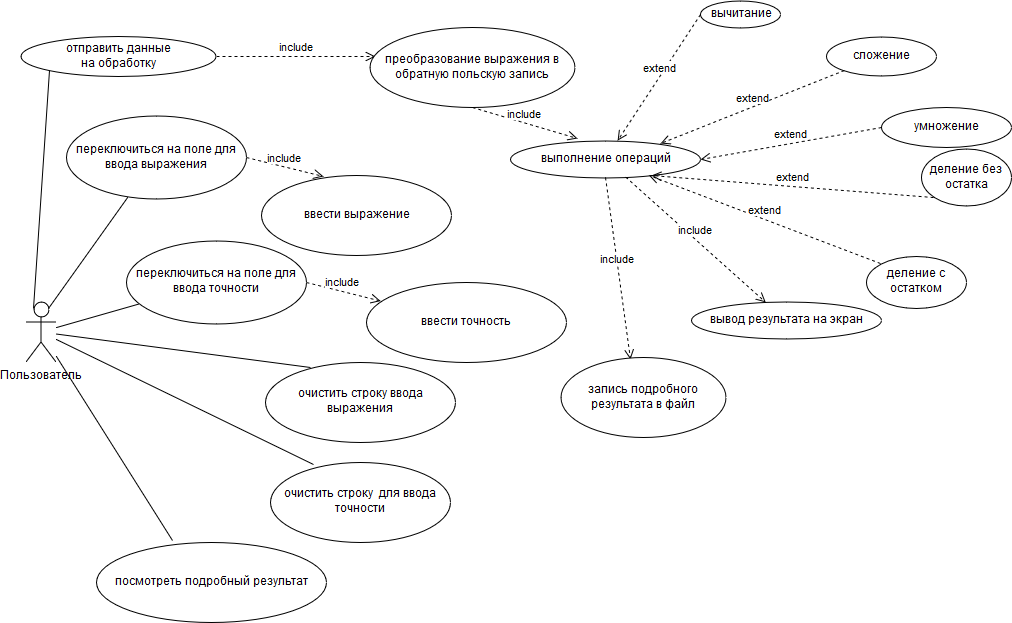 вычитание
отправить данные
на обработку
include
преобразование выражения в
обратную польскую запись
сложение
extend
extend
include
умножение
extend
переключиться на поле для
ввода выражения
include
выполнение операций
деление без
остатка
extend
ввести выражение
extend
include
include
переключиться на поле для
ввода точности
include
деление с
остатком
ввести точность
вывод результата на экран
Пользователь
очистить строку ввода
выражения
запись подробного
результата в файл
очистить строку для ввода
точности
посмотреть подробный результат